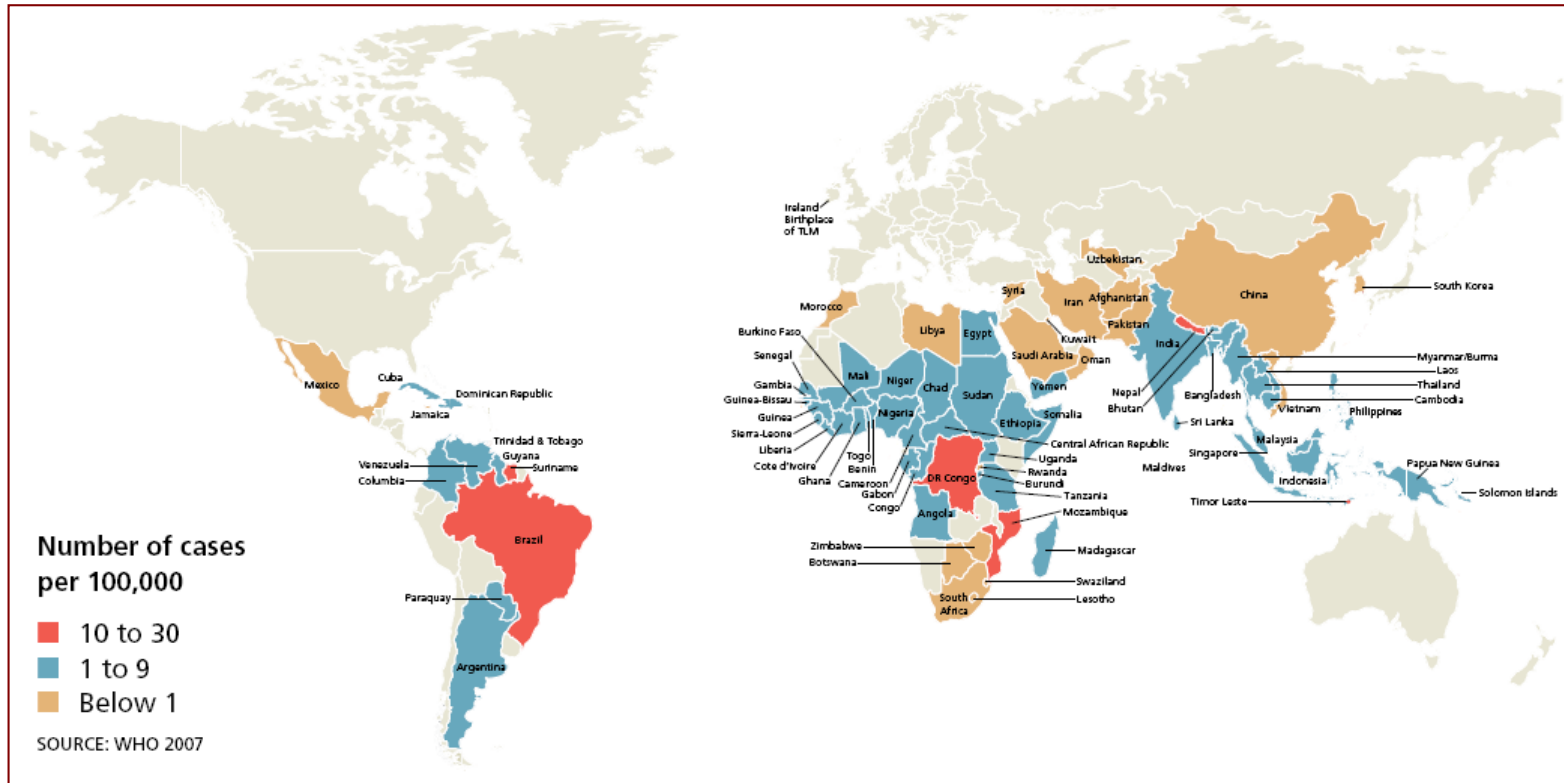 Ireland
Birthplace
of TLM
Uzbekistan
Syria
Iran
Afghanistan
China
South Korea
Morocco
Libya
Egypt
Pakistan
Kuwait
Burkino Faso
Saudi Arabia
Oman
India
Senegal
Mexico
Cuba
Dominican Republic
Jamaica
Gambia
Guinea-Bissau
Guinea
Sierra-Leone
Liberia
Cote d'Ivoire
Ghana
Togo
Benin
Cameroon
Gabon
Congo
Mali
Niger
Chad
Sudan
Nigeria
Yemen
Ethiopia
Somalia
Nepal
Bhutan
Bangladesh
Myanmar/Burma
Laos
Thailand
Cambodia
Vietnam
Philippines
Sri Lanka
Malaysia
Singapore
Maldives
Indonesia
Papua New Guinea
Solomon Islands
Timor Leste
Trinidad & Tobago
Guyana
Suriname
Venezuela
Columbia
Central African Republic
Uganda
Rwanda
Burundi
DR Congo
Tanzania
Mozambique
Angola
Zimbabwe
Botswana
Madagascar
Swaziland
Lesotho
South
Africa
Brazil
Paraguay
Argentina
Number of cases
per 100,000
10 to 30
1 to 9
Below 1
SOURCE: WHO 2007